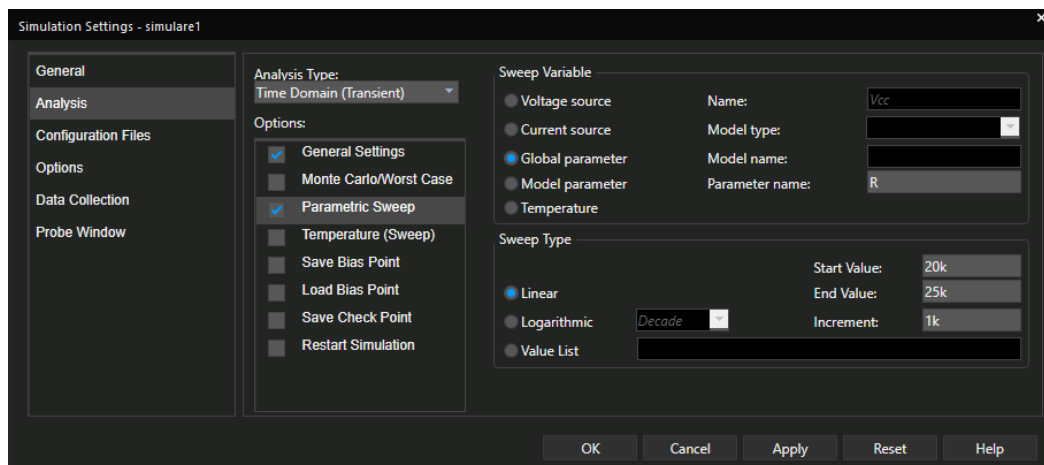 Simulation Settings - simulare1
General
Analysis
Configuration Files
Options
Data Collection
Probe Window
Analysis Type:
Time Domain (Transient)
Options:
General Settings
Monte Carlo/Worst Case
Parametric Sweep
Temperature (Sweep)
Save Bias Point
Load Bias Point
Save Check Point
Restart Simulation
Sweep Variable
Voltage source Name: Vcc
Current source Model type:
Global parameter Model name:
Model parameter Parameter name: R
Temperature
Sweep Type
Start Value: 20k
Linear End Value: 25k
Logarithmic Decade Increment: 1k
Value List
OK Cancel Apply Reset Help